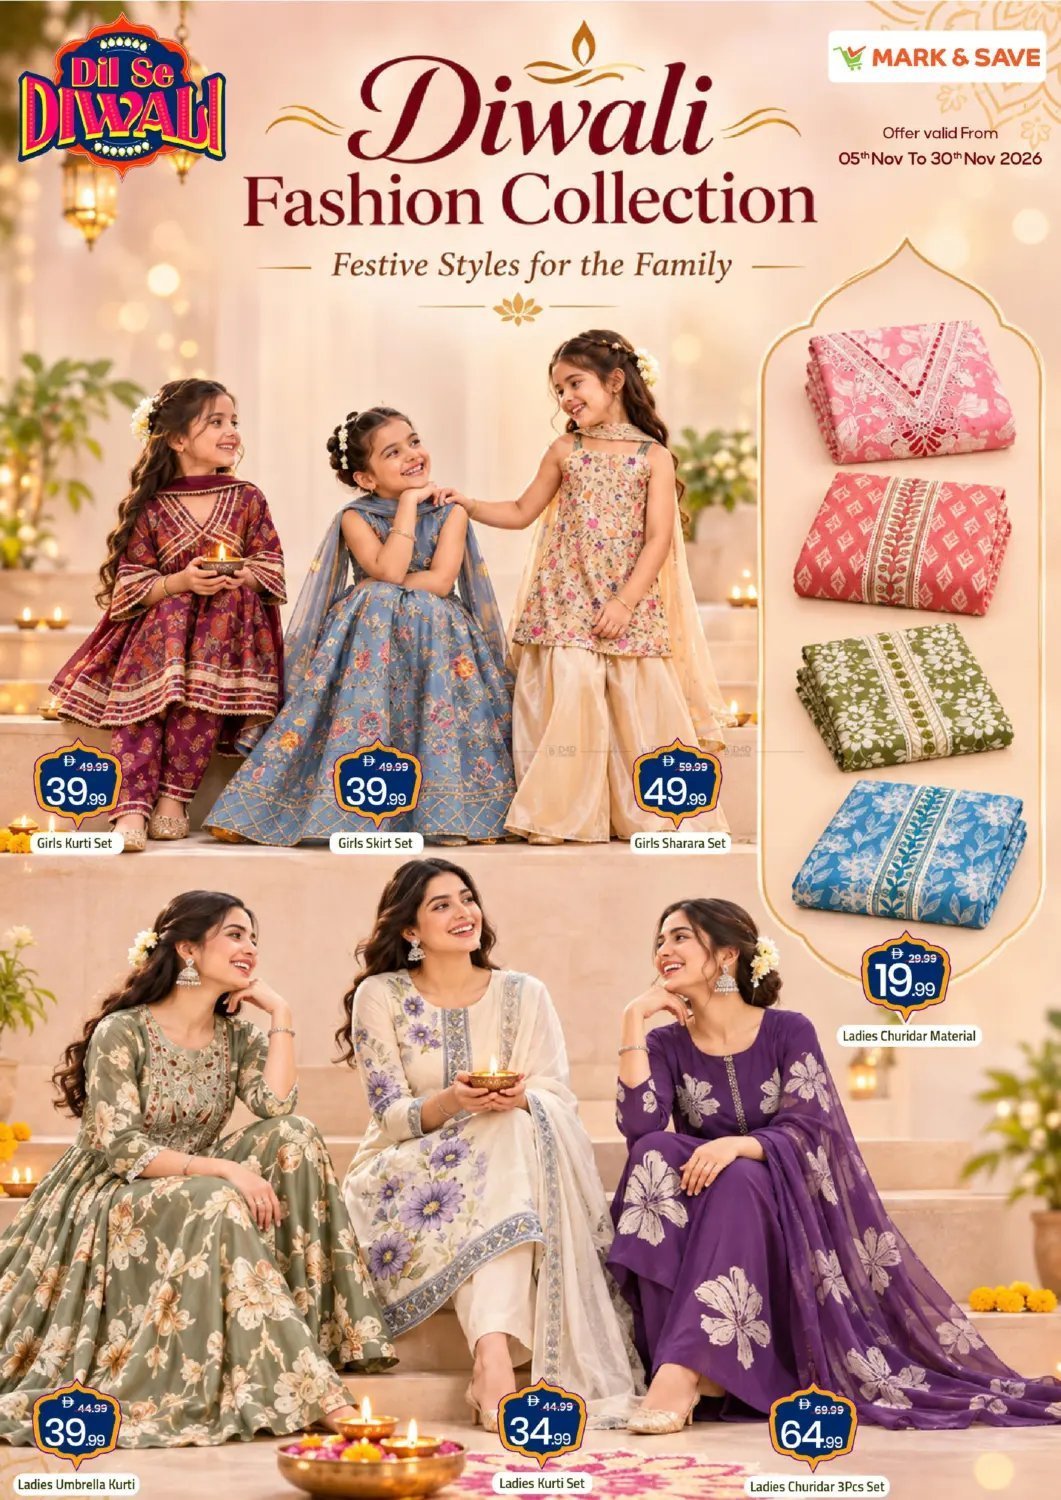 Dil Se
DIWALI
MARK & SAVE
Offer valid From
05th Nov To 30th Nov 2026
Diwali
Fashion Collection
Festive Styles for the Family
49.99
39.99
Girls Kurti Set
49.99
39.99
Girls Skirt Set
59.99
49.99
Girls Sharara Set
29.99
19.99
Ladies Churidar Material
44.99
39.99
Ladies Umbrella Kurti
44.99
34.99
Ladies Kurti Set
69.99
64.99
Ladies Churidar 3Pcs Set